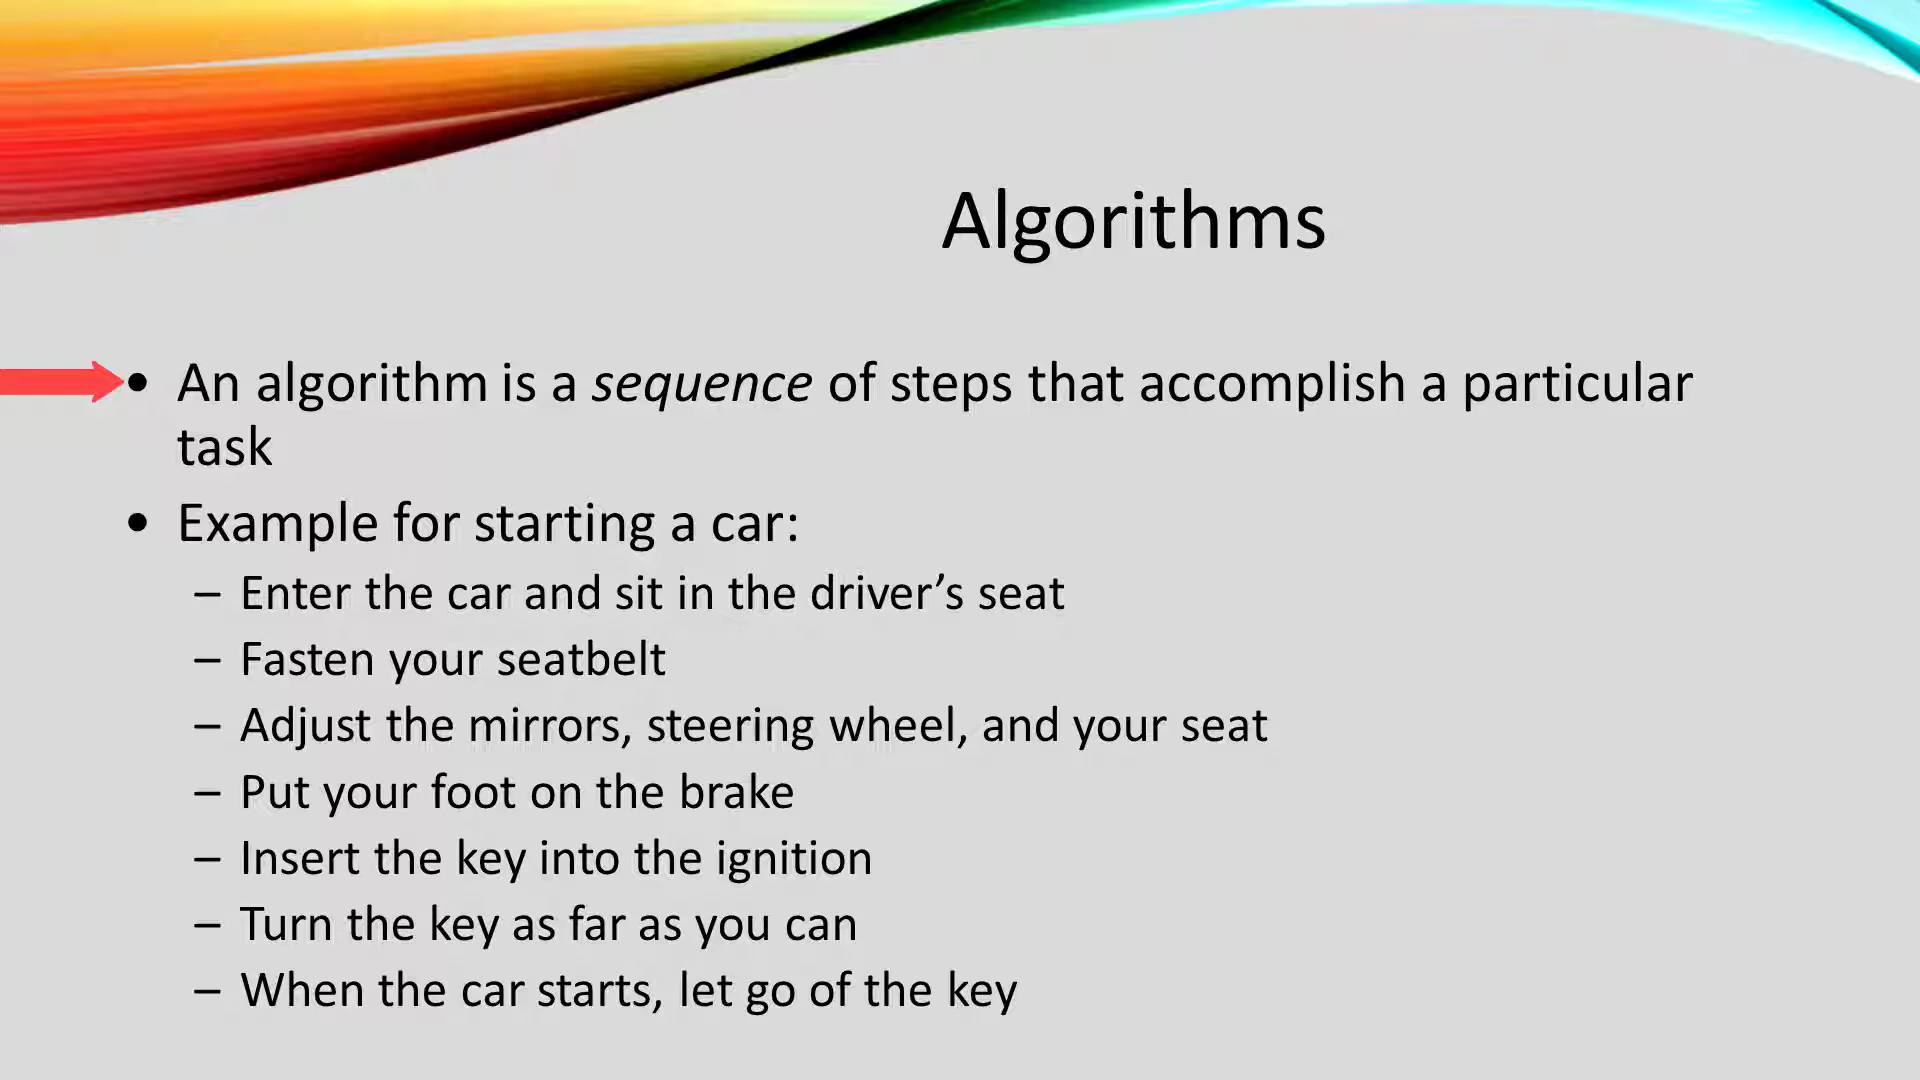 Algorithms
• An algorithm is a sequence of steps that accomplish a particular
task
• Example for starting a car:
– Enter the car and sit in the driver’s seat
– Fasten your seatbelt
– Adjust the mirrors, steering wheel, and your seat
– Put your foot on the brake
– Insert the key into the ignition
– Turn the key as far as you can
– When the car starts, let go of the key